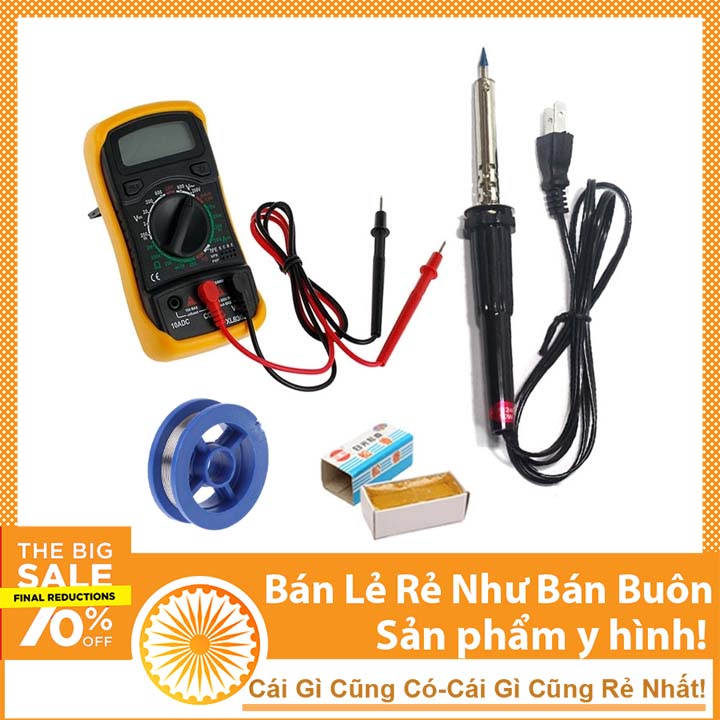 10ADC
THE BIG
SALE
FINAL REDUCTIONS
70%
OFF
Bán Lẻ Rẻ Như Bán Buôn
Sản phẩm y hình!
Cái Gì Cũng Có-Cái Gì Cũng Rẻ Nhất!